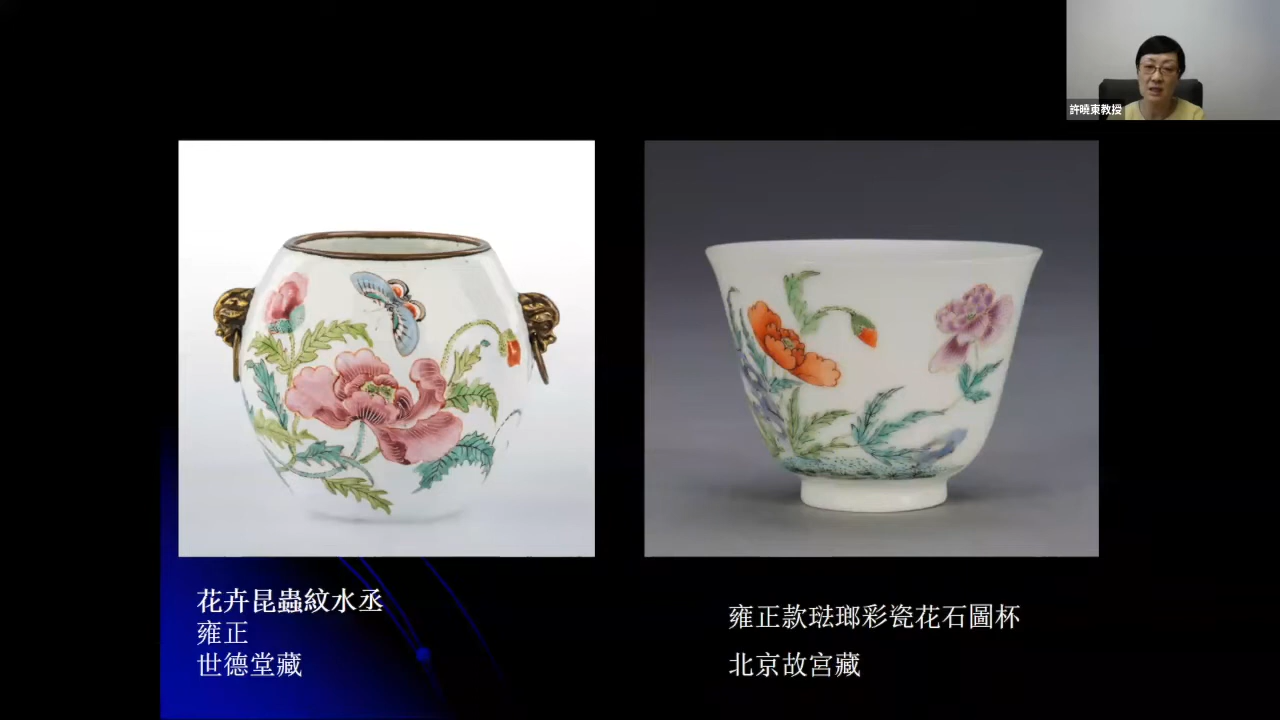 許曉東教授
花卉昆蟲紋水丞
雍正
世德堂藏
雍正款琺瑯彩瓷花石圖杯
北京故宮藏